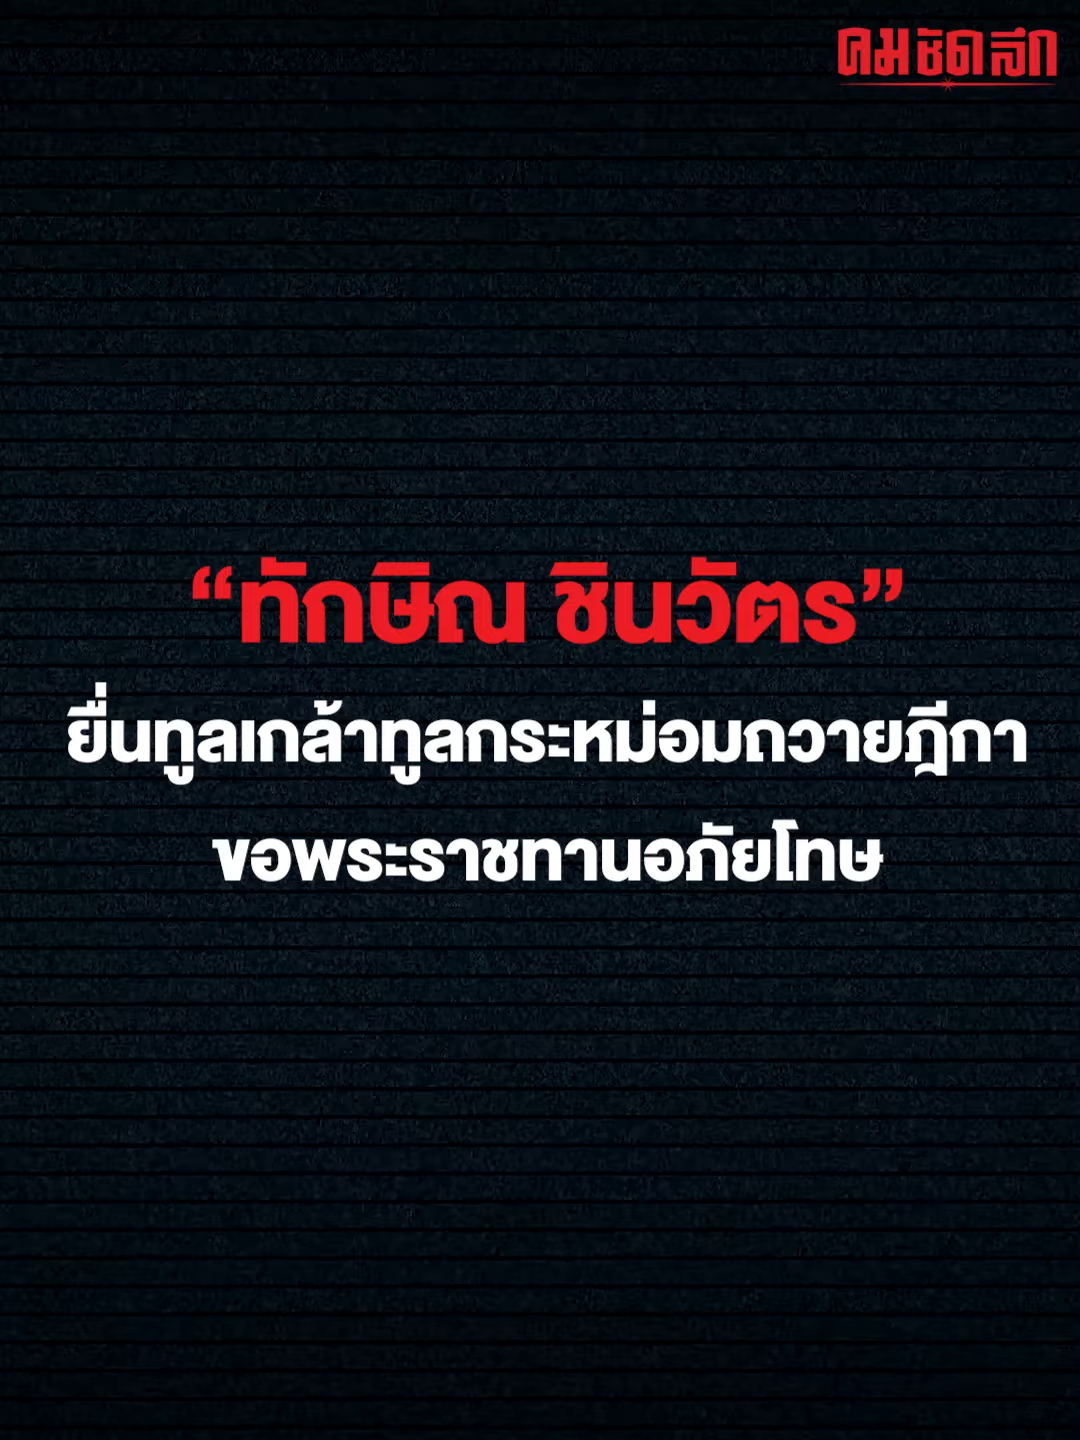 คมชัดลึก
“ทักษิณ ชินวัตร”
ยื่นทูลเกล้าทูลกระหม่อมถวายฎีกา
ขอพระราชทานอภัยโทษ